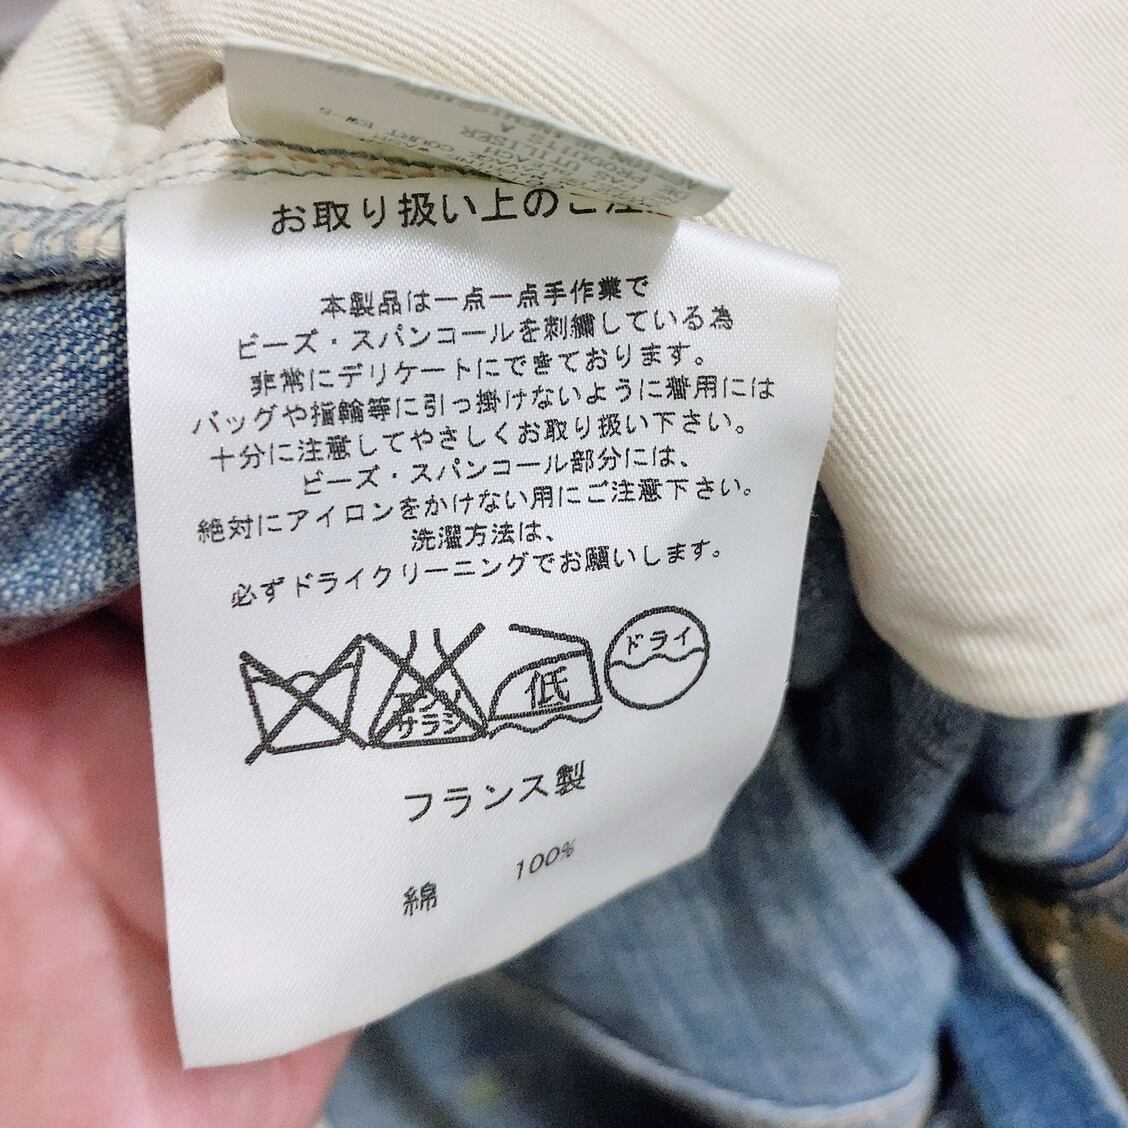 お取り扱い上のご注
本製品は一点一点手作業で
ビーズ・スパンコールを刺繍している為
非常にデリケートにできております。
バッグや指輪等に引っ掛けないように着用には
十分に注意してやさしくお取り扱い下さい。
ビーズ・スパンコール部分には、
絶対にアイロンをかけない用にご注意下さい。
洗濯方法は、
必ずドライクリーニングでお願いします。
エンソ
サラシ
低
ドライ
フランス製
綿 100%